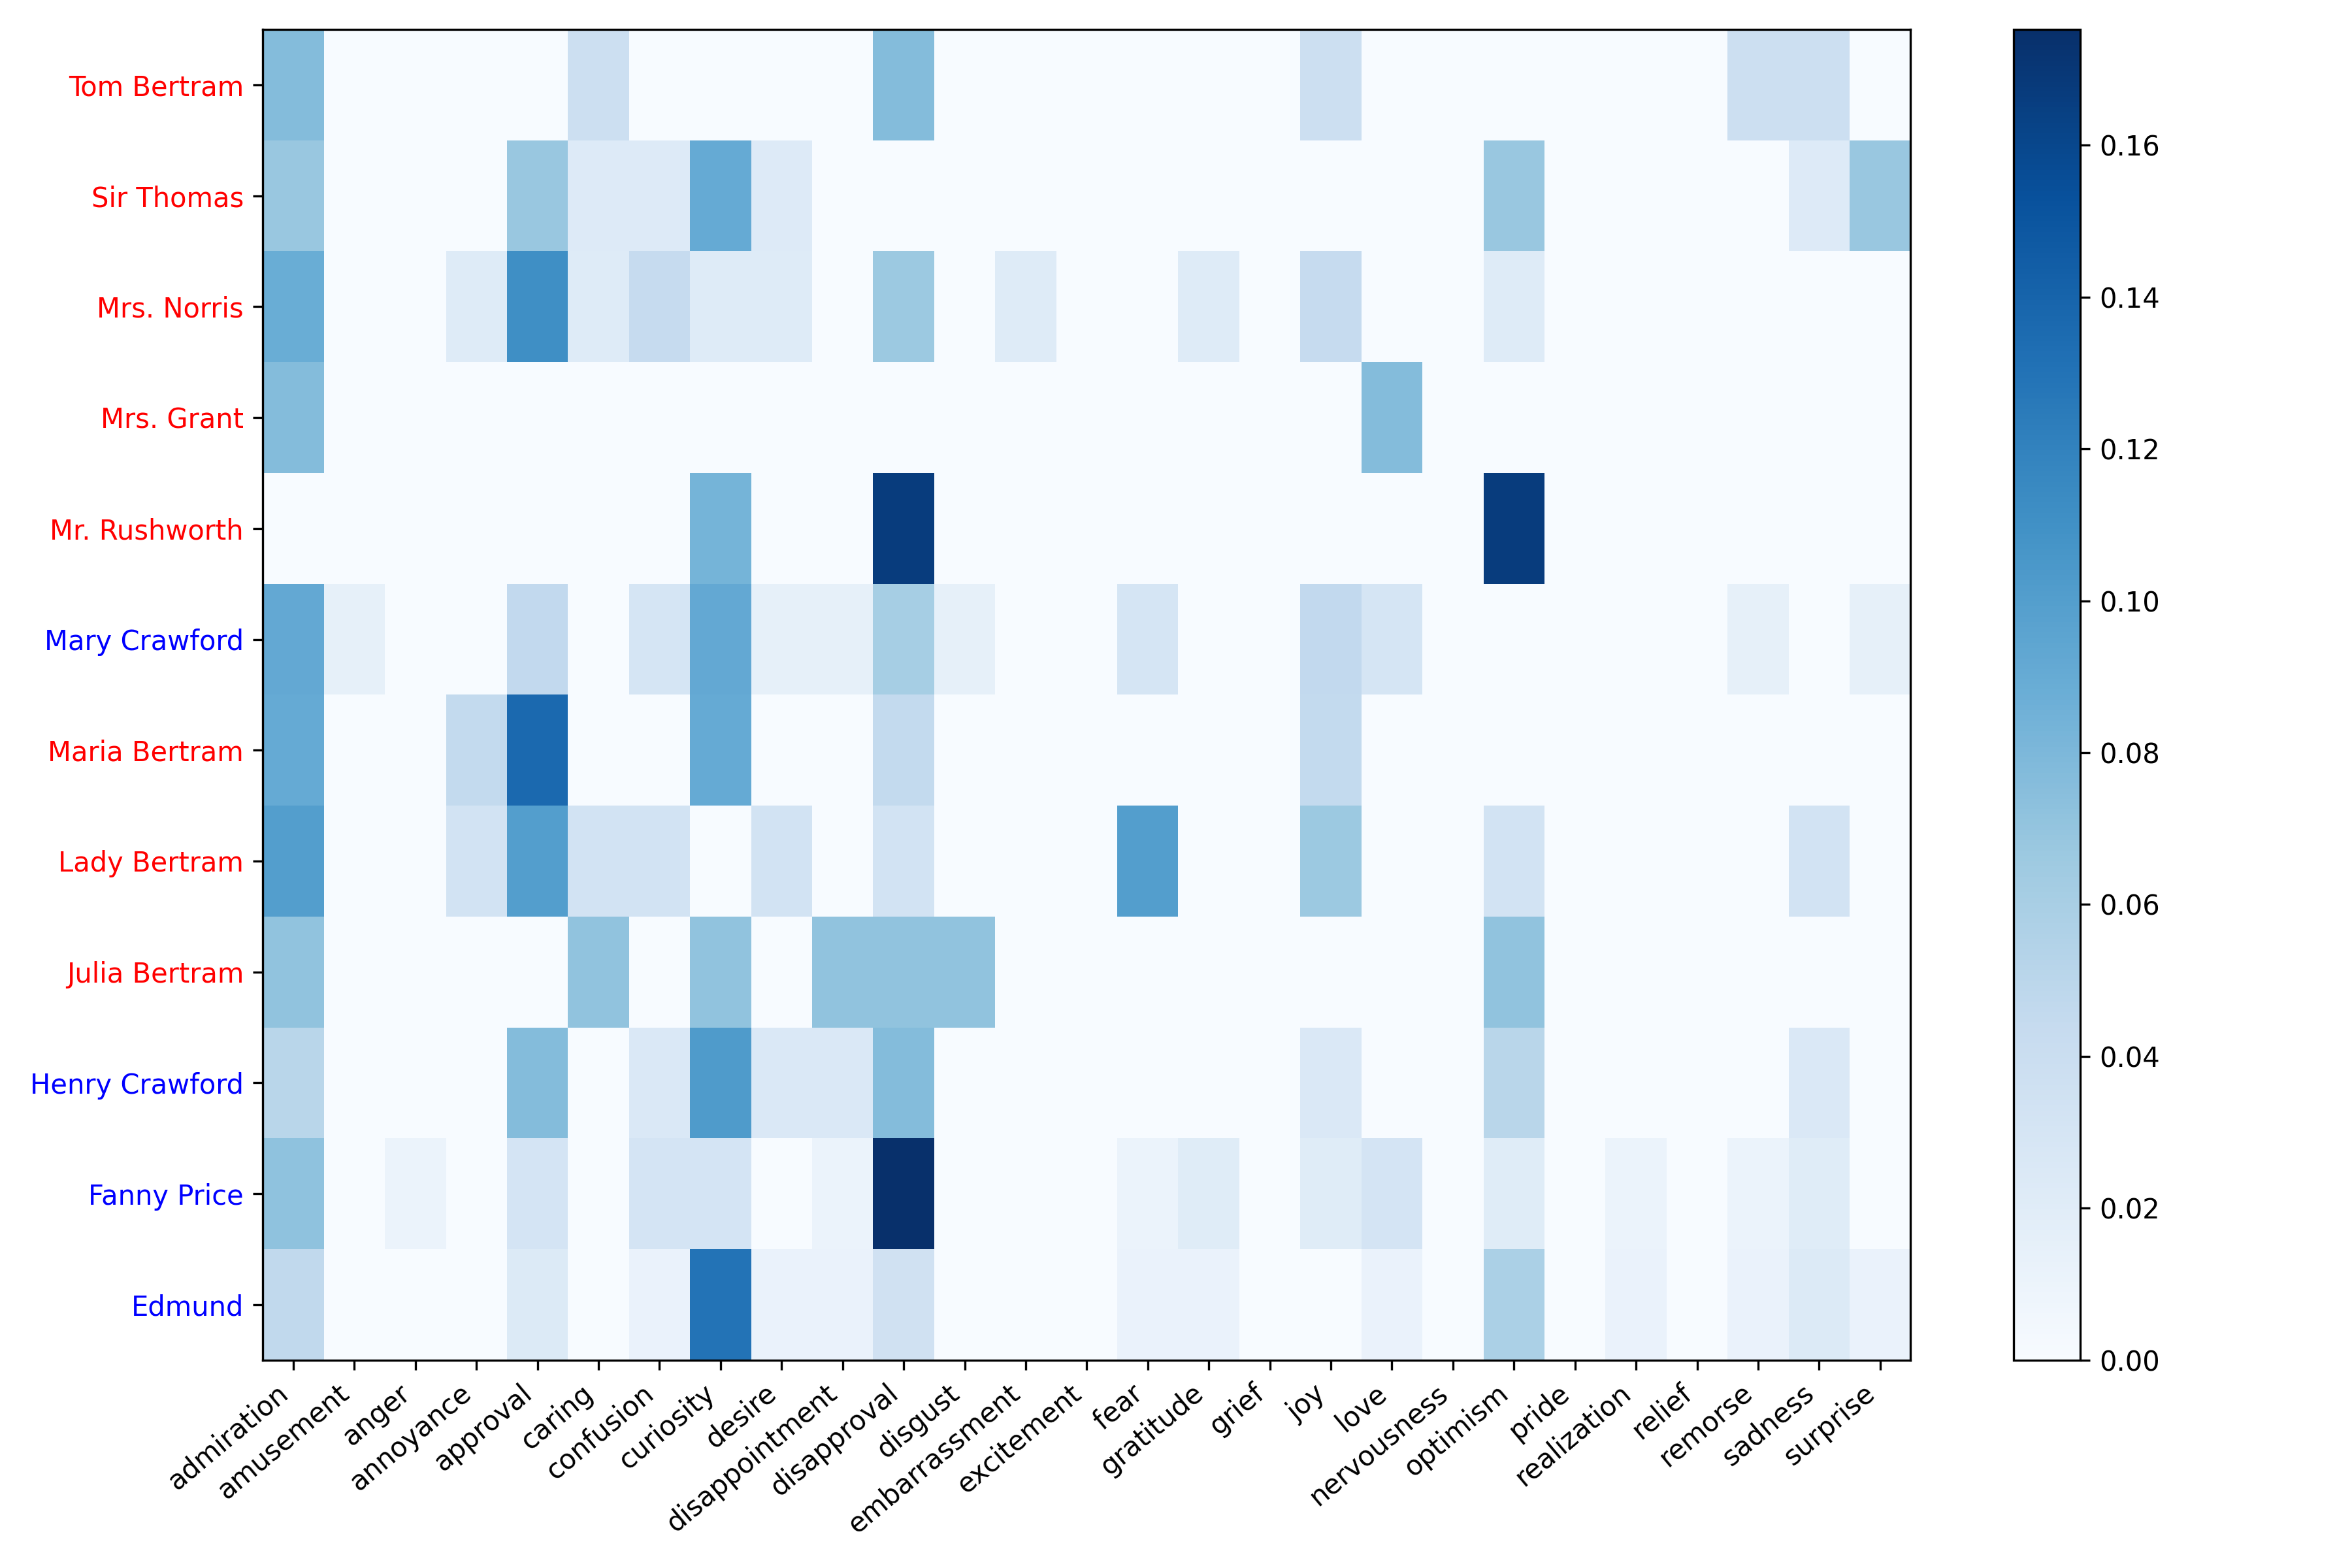 Tom Bertram
Sir Thomas
Mrs. Norris
Mrs. Grant
Mr. Rushworth
Mary Crawford
Maria Bertram
Lady Bertram
Julia Bertram
Henry Crawford
Fanny Price
Edmund
admiration
amusement
anger
annoyance
approval
caring
confusion
curiosity
desire
disappointment
disapproval
disgust
embarrassment
excitement
fear
gratitude
grief
joy
love
nervousness
optimism
pride
realization
relief
remorse
sadness
surprise
0.16
0.14
0.12
0.10
0.08
0.06
0.04
0.02
0.00